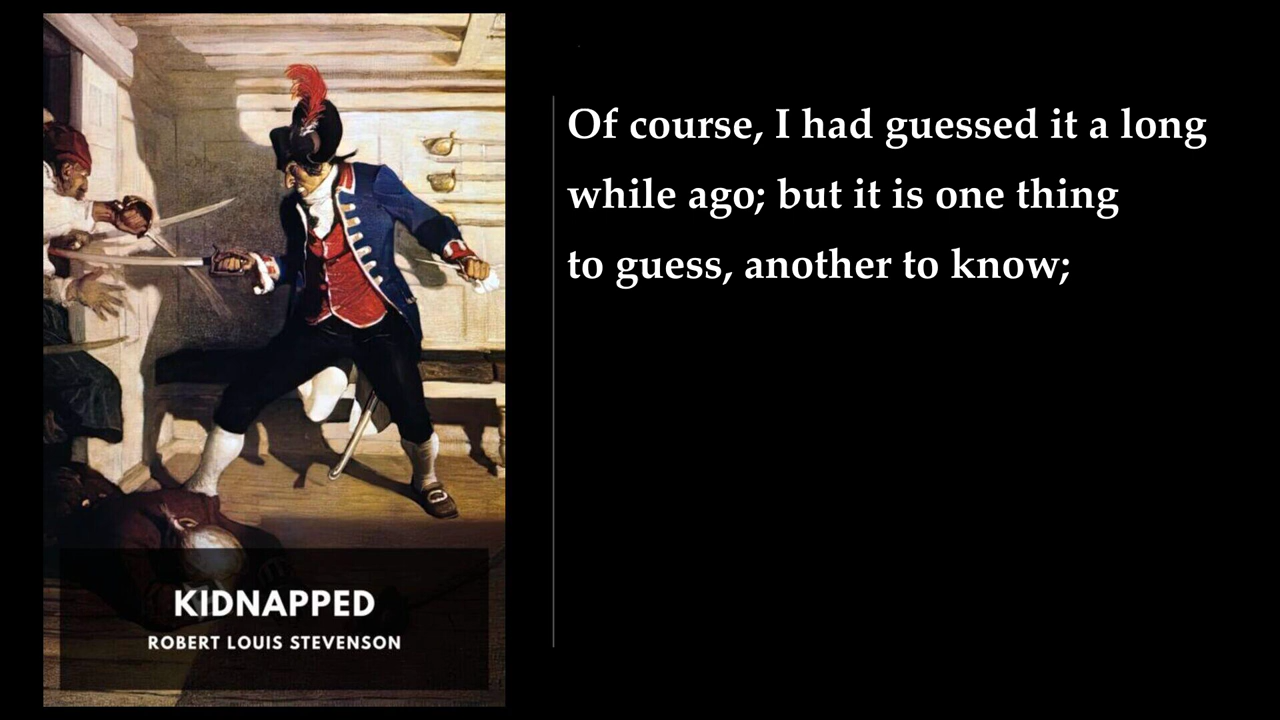 KIDNAPPED
ROBERT LOUIS STEVENSON
Of course, I had guessed it a long
while ago; but it is one thing
to guess, another to know;